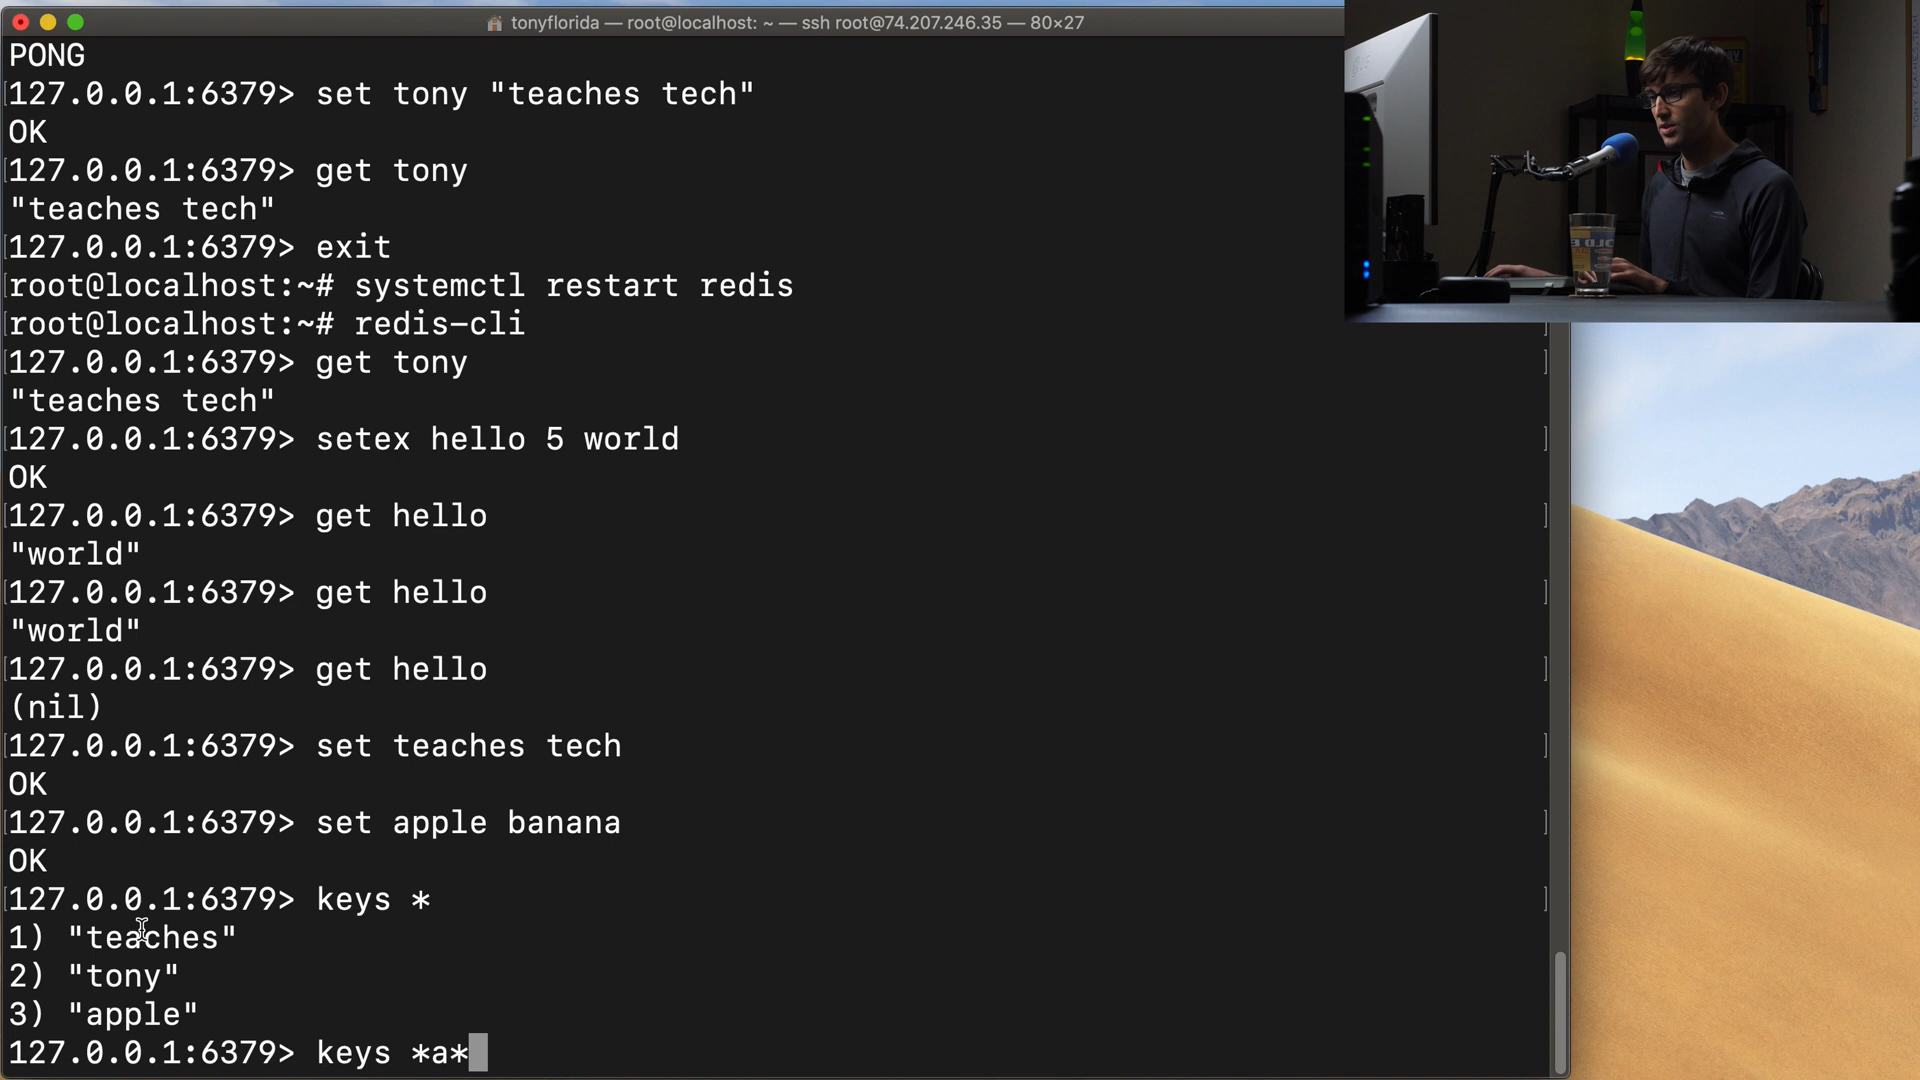 tonyflorida — root@localhost: ~ — ssh root@74.207.246.35 — 80×27
PONG
127.0.0.1:6379> set tony "teaches tech"
OK
127.0.0.1:6379> get tony
"teaches tech"
127.0.0.1:6379> exit
root@localhost:~# systemctl restart redis
root@localhost:~# redis-cli
127.0.0.1:6379> get tony
"teaches tech"
127.0.0.1:6379> setex hello 5 world
OK
127.0.0.1:6379> get hello
"world"
127.0.0.1:6379> get hello
"world"
127.0.0.1:6379> get hello
(nil)
127.0.0.1:6379> set teaches tech
OK
127.0.0.1:6379> set apple banana
OK
127.0.0.1:6379> keys *
1) "teaches"
2) "tony"
3) "apple"
127.0.0.1:6379> keys *a*